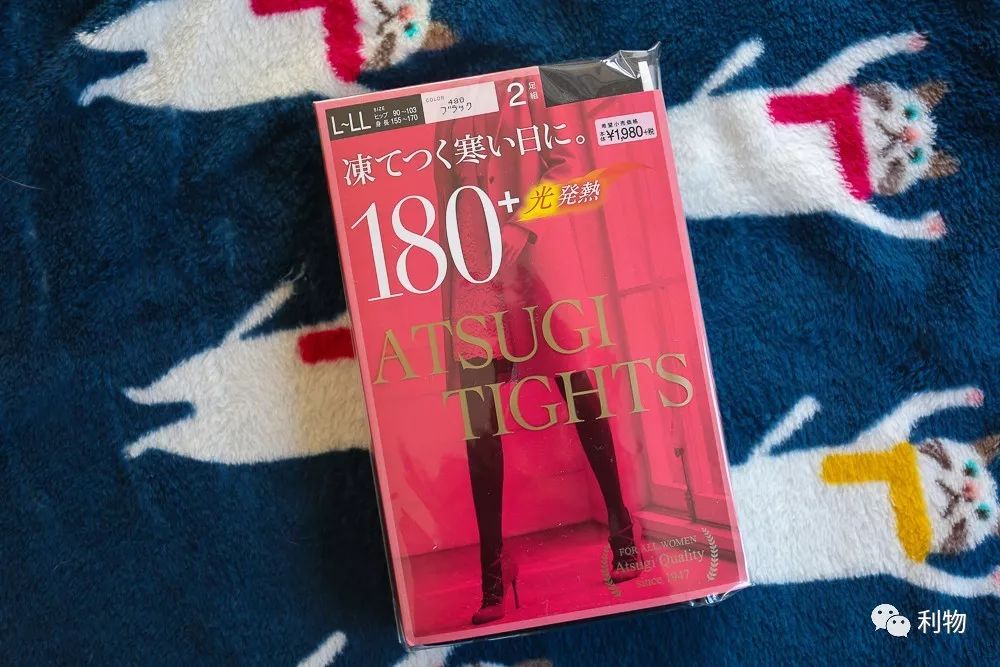 L~LL
SIZE
ヒップ 90~103
身長 155~170
COLOR
480
ブラック
2足組
希望小売価格
本体¥1,980+税
凍てつく寒い日に。
180+
光発熱
ATSUGI
TIGHTS
FOR ALL WOMEN
Atsugi Quality
since 1947
利物